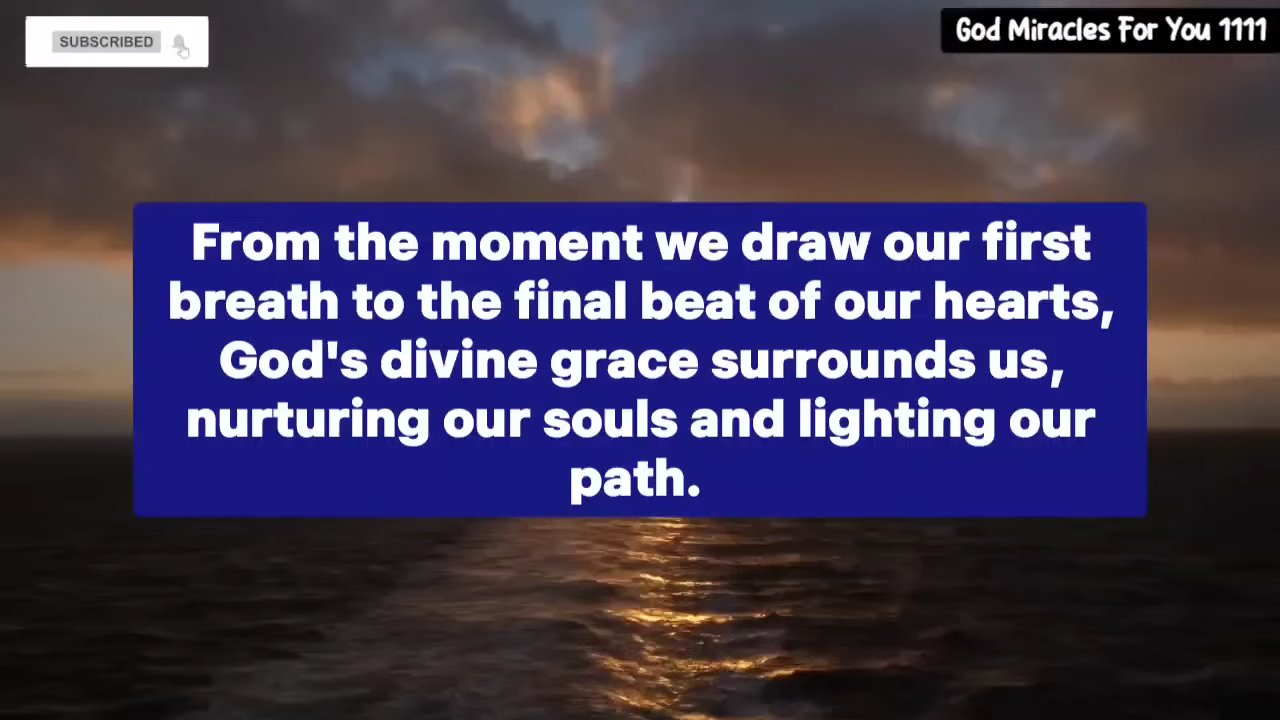 SUBSCRIBED
God Miracles For You 1111
From the moment we draw our first
breath to the final beat of our hearts,
God's divine grace surrounds us,
nurturing our souls and lighting our
path.